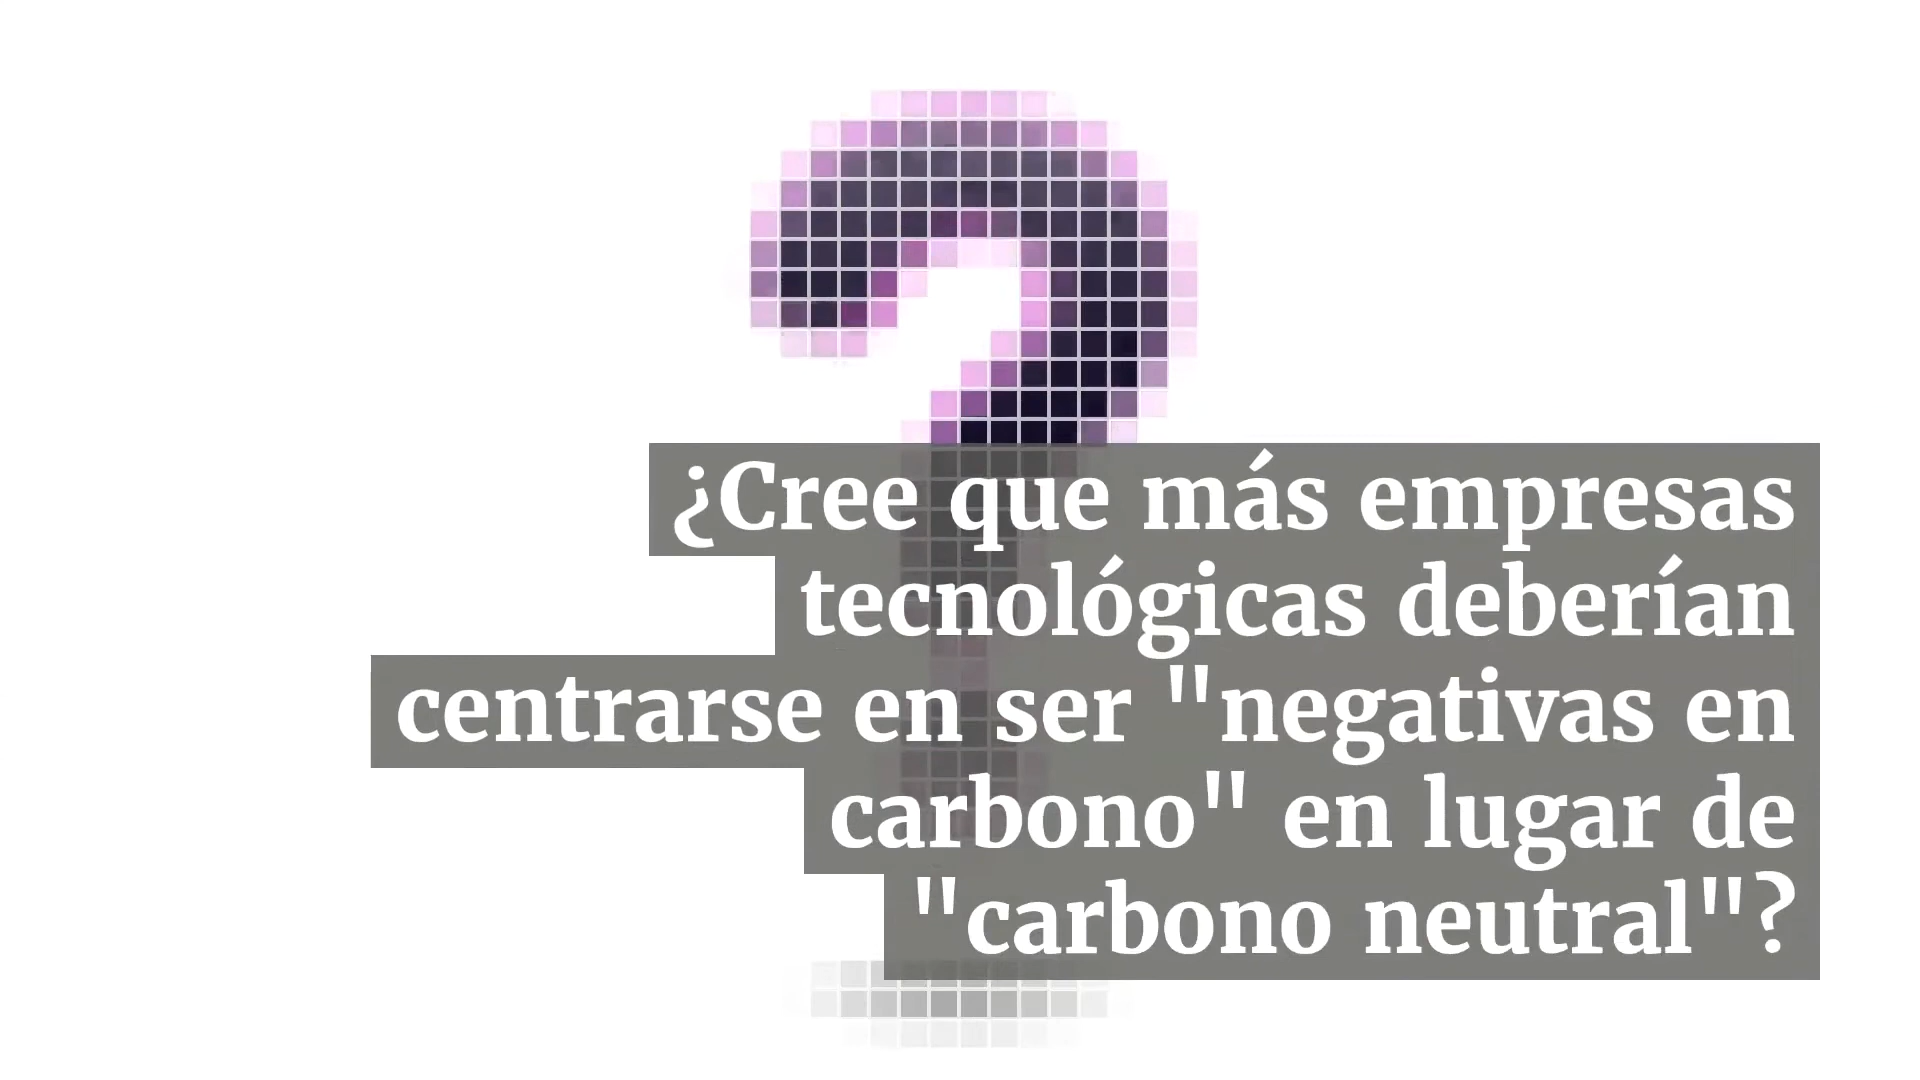 ¿Cree que más empresas
tecnológicas deberían
centrarse en ser "negativas en
carbono" en lugar de
"carbono neutral"?